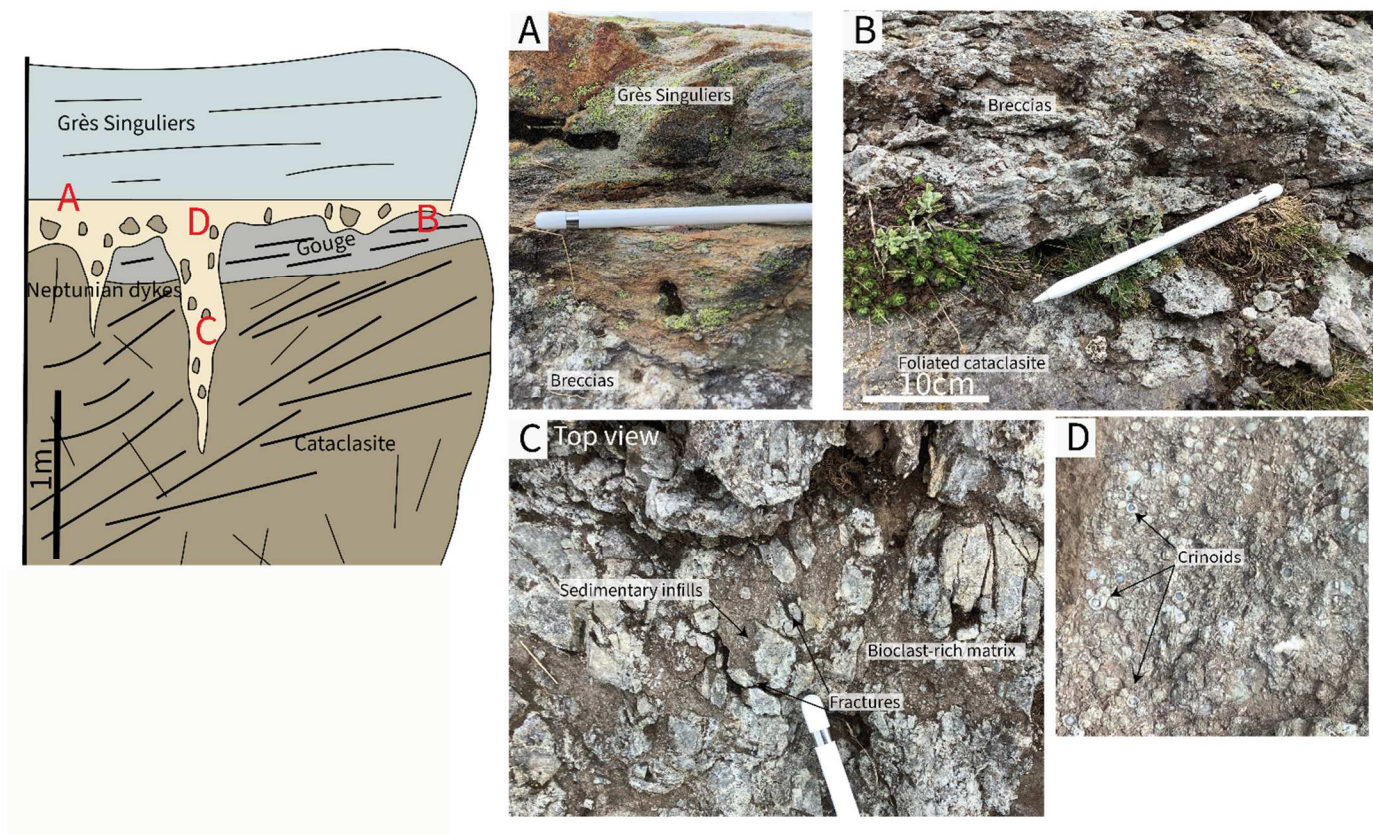 Grès Singuliers
A
D
B
Gouge
Neptunian dykes
C
Cataclasite
1m
A
Grès Singuliers
Breccias
B
Breccias
Foliated cataclasite
10cm
C Top view
Sedimentary infills
Bioclast-rich matrix
Fractures
D
Crinoids